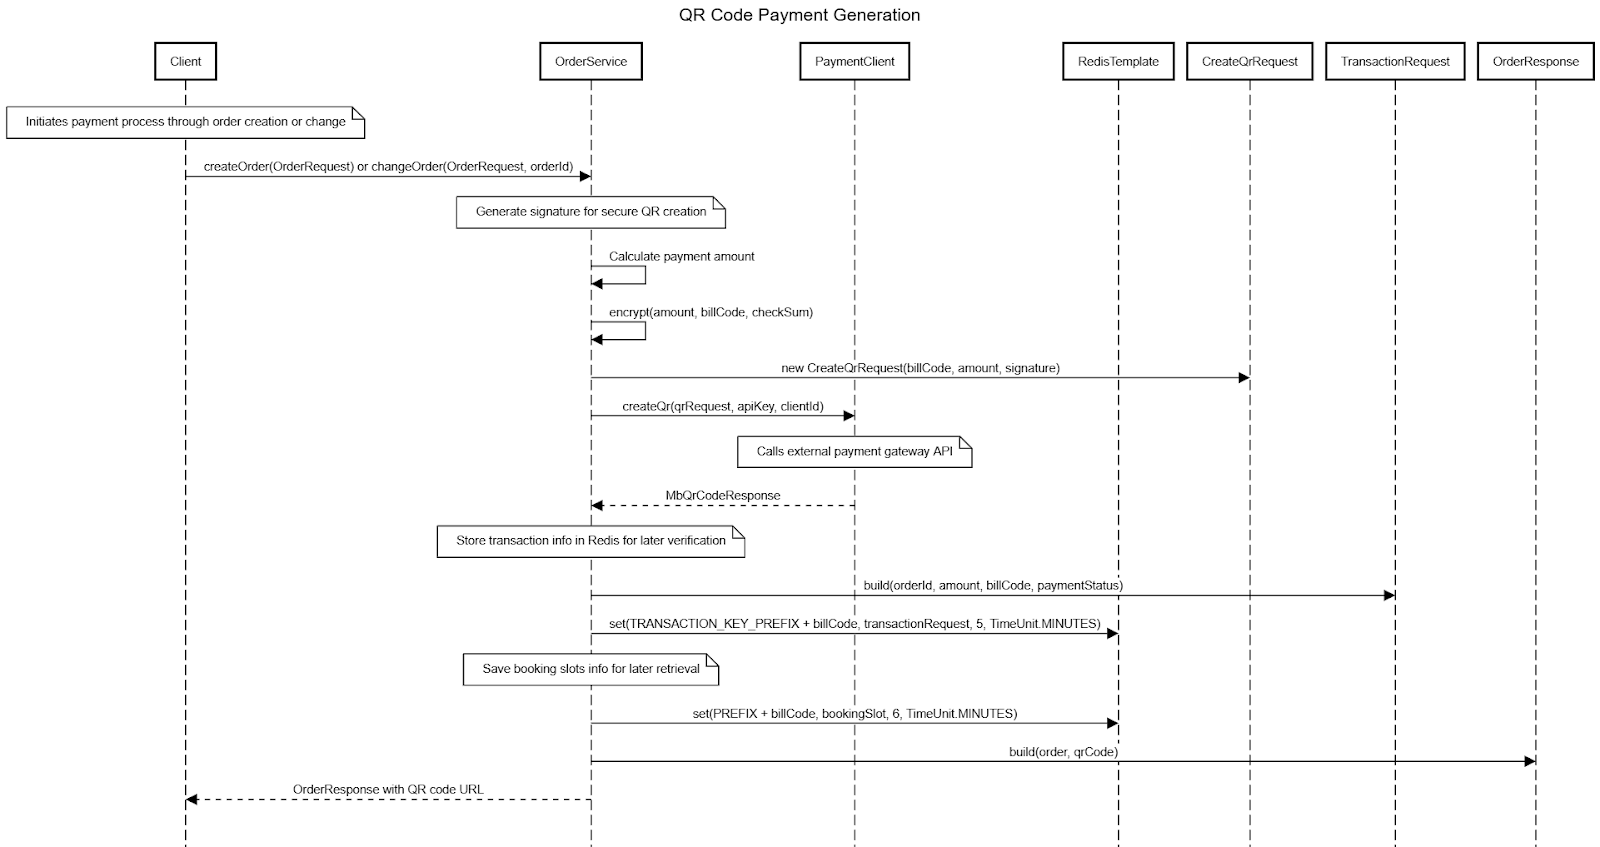 QR Code Payment Generation
Client
OrderService
PaymentClient
RedisTemplate
CreateQrRequest
TransactionRequest
OrderResponse
Initiates payment process through order creation or change
createOrder(OrderRequest) or changeOrder(OrderRequest, orderId)
Generate signature for secure QR creation
Calculate payment amount
encrypt(amount, billCode, checkSum)
new CreateQrRequest(billCode, amount, signature)
createQr(qrRequest, apiKey, clientId)
Calls external payment gateway API
MbQrCodeResponse
Store transaction info in Redis for later verification
build(orderId, amount, billCode, paymentStatus)
set(TRANSACTION_KEY_PREFIX + billCode, transactionRequest, 5, TimeUnit.MINUTES)
Save booking slots info for later retrieval
set(PREFIX + billCode, bookingSlot, 6, TimeUnit.MINUTES)
build(order, qrCode)
OrderResponse with QR code URL